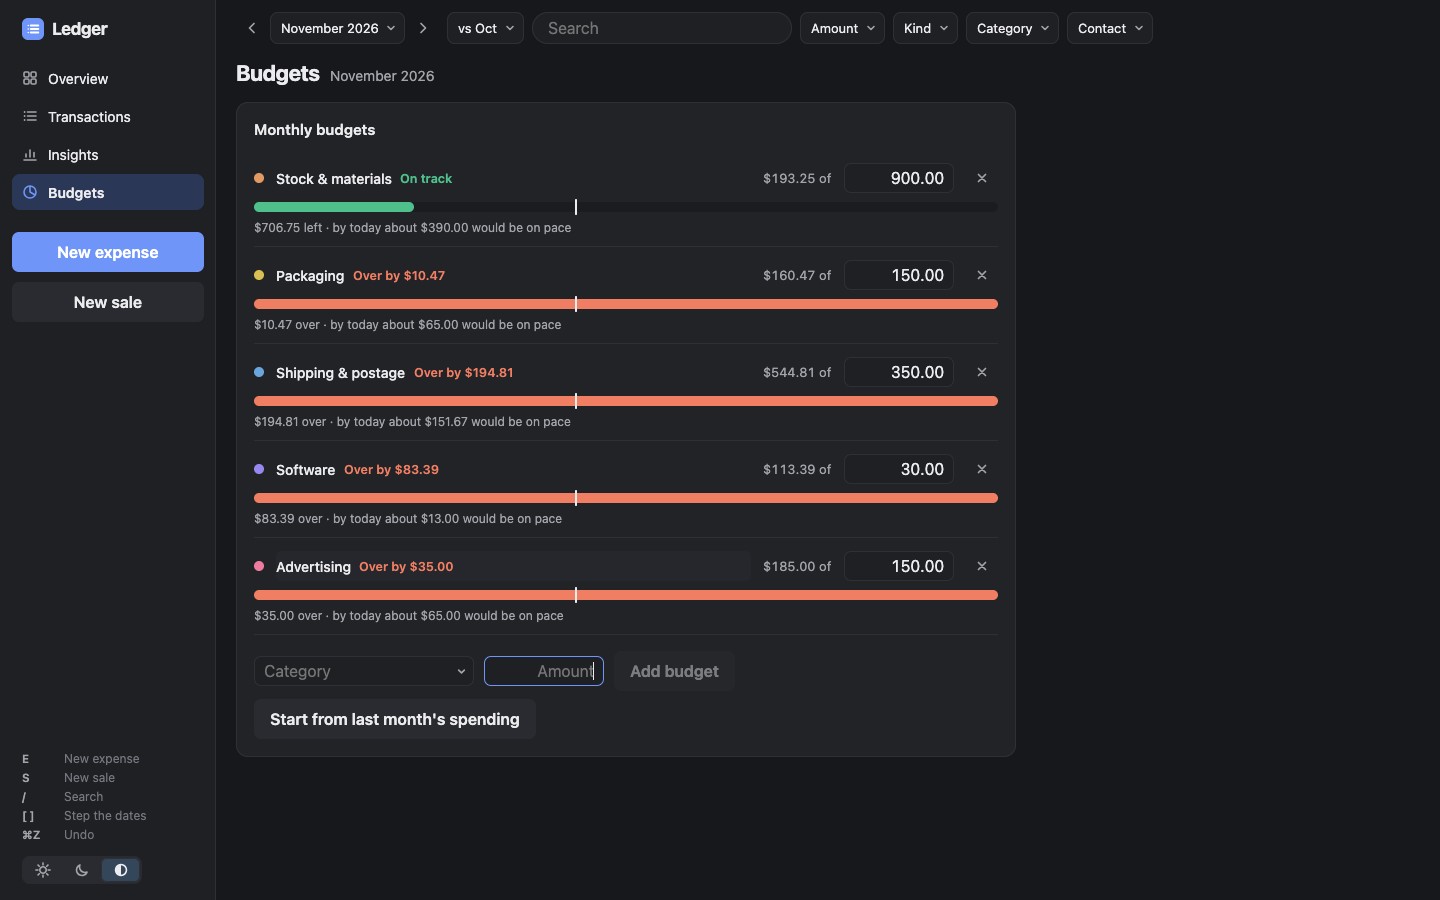 Ledger
Overview
Transactions
Insights
Budgets
New expense
New sale
E New expense
S New sale
/ Search
[ ] Step the dates
⌘Z Undo
November 2026
vs Oct
Search
Amount
Kind
Category
Contact
Budgets November 2026
Monthly budgets
Stock & materials On track $193.25 of 900.00
$706.75 left · by today about $390.00 would be on pace
Packaging Over by $10.47 $160.47 of 150.00
$10.47 over · by today about $65.00 would be on pace
Shipping & postage Over by $194.81 $544.81 of 350.00
$194.81 over · by today about $151.67 would be on pace
Software Over by $83.39 $113.39 of 30.00
$83.39 over · by today about $13.00 would be on pace
Advertising Over by $35.00 $185.00 of 150.00
$35.00 over · by today about $65.00 would be on pace
Category Amount Add budget
Start from last month's spending